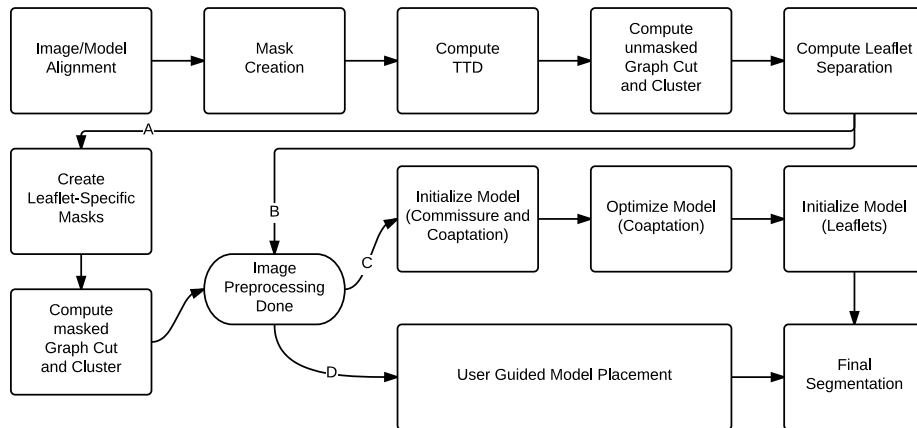 Image/Model
Alignment
Mask
Creation
Compute
TTD
Compute
unmasked
Graph Cut
and Cluster
Compute Leaflet
Separation
A
Create
Leaflet-Specific
Masks
B
Initialize Model
(Commissure and
Coaptation)
Optimize Model
(Coaptation)
Initialize Model
(Leaflets)
C
Image
Preprocessing
Done
Compute
masked
Graph Cut
and Cluster
D
User Guided Model Placement
Final
Segmentation